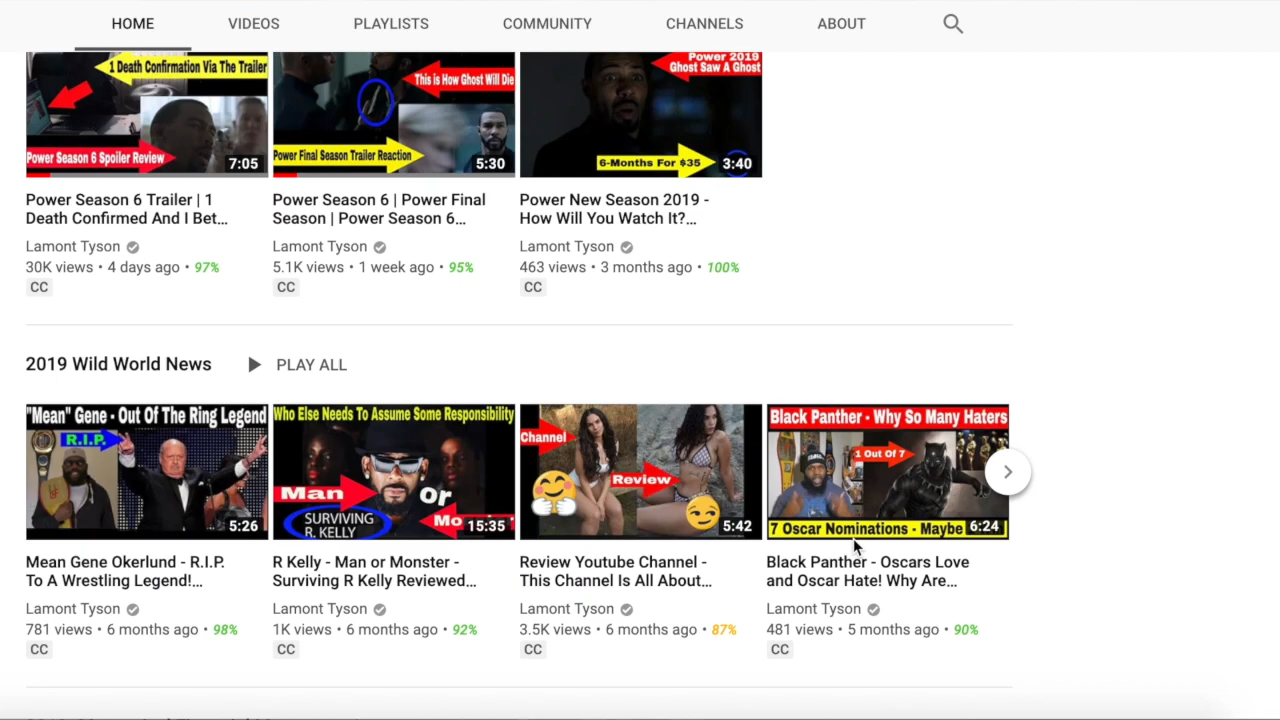 HOME VIDEOS PLAYLISTS COMMUNITY CHANNELS ABOUT
1 Death Confirmation Via The Trailer
Power Season 6 Spoiler Review
7:05
This is How Ghost Will Die
Power Final Season Trailer Reaction
5:30
Power 2019
Ghost Saw A Ghost
6-Months For $35
3:40
Power Season 6 Trailer | 1
Death Confirmed And I Bet...
Lamont Tyson
30K views • 4 days ago • 97%
CC
Power Season 6 | Power Final
Season | Power Season 6...
Lamont Tyson
5.1K views • 1 week ago • 95%
CC
Power New Season 2019 -
How Will You Watch It?...
Lamont Tyson
463 views • 3 months ago • 100%
CC
2019 Wild World News PLAY ALL
"Mean" Gene - Out Of The Ring Legend
R.I.P.
5:26
Who Else Needs To Assume Some Responsibility
Man
Or
Mo
SURVIVING
R. KELLY
15:35
Channel
Review
5:42
Black Panther - Why So Many Haters
1 Out Of 7
7 Oscar Nominations - Maybe
6:24
Mean Gene Okerlund - R.I.P.
To A Wrestling Legend!...
Lamont Tyson
781 views • 6 months ago • 98%
CC
R Kelly - Man or Monster -
Surviving R Kelly Reviewed...
Lamont Tyson
1K views • 6 months ago • 92%
CC
Review Youtube Channel -
This Channel Is All About...
Lamont Tyson
3.5K views • 6 months ago • 87%
CC
Black Panther - Oscars Love
and Oscar Hate! Why Are...
Lamont Tyson
481 views • 5 months ago • 90%
CC